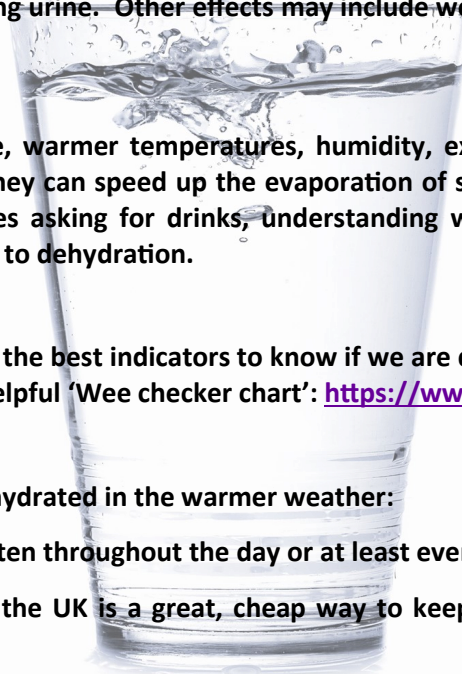 ng urine. Other effects may include we
e, warmer temperatures, humidity, ex
hey can speed up the evaporation of s
es asking for drinks, understanding w
to dehydration.
the best indicators to know if we are
elpful ‘Wee checker chart’: https://ww
hydrated in the warmer weather:
ten throughout the day or at least ever
the UK is a great, cheap way to keep